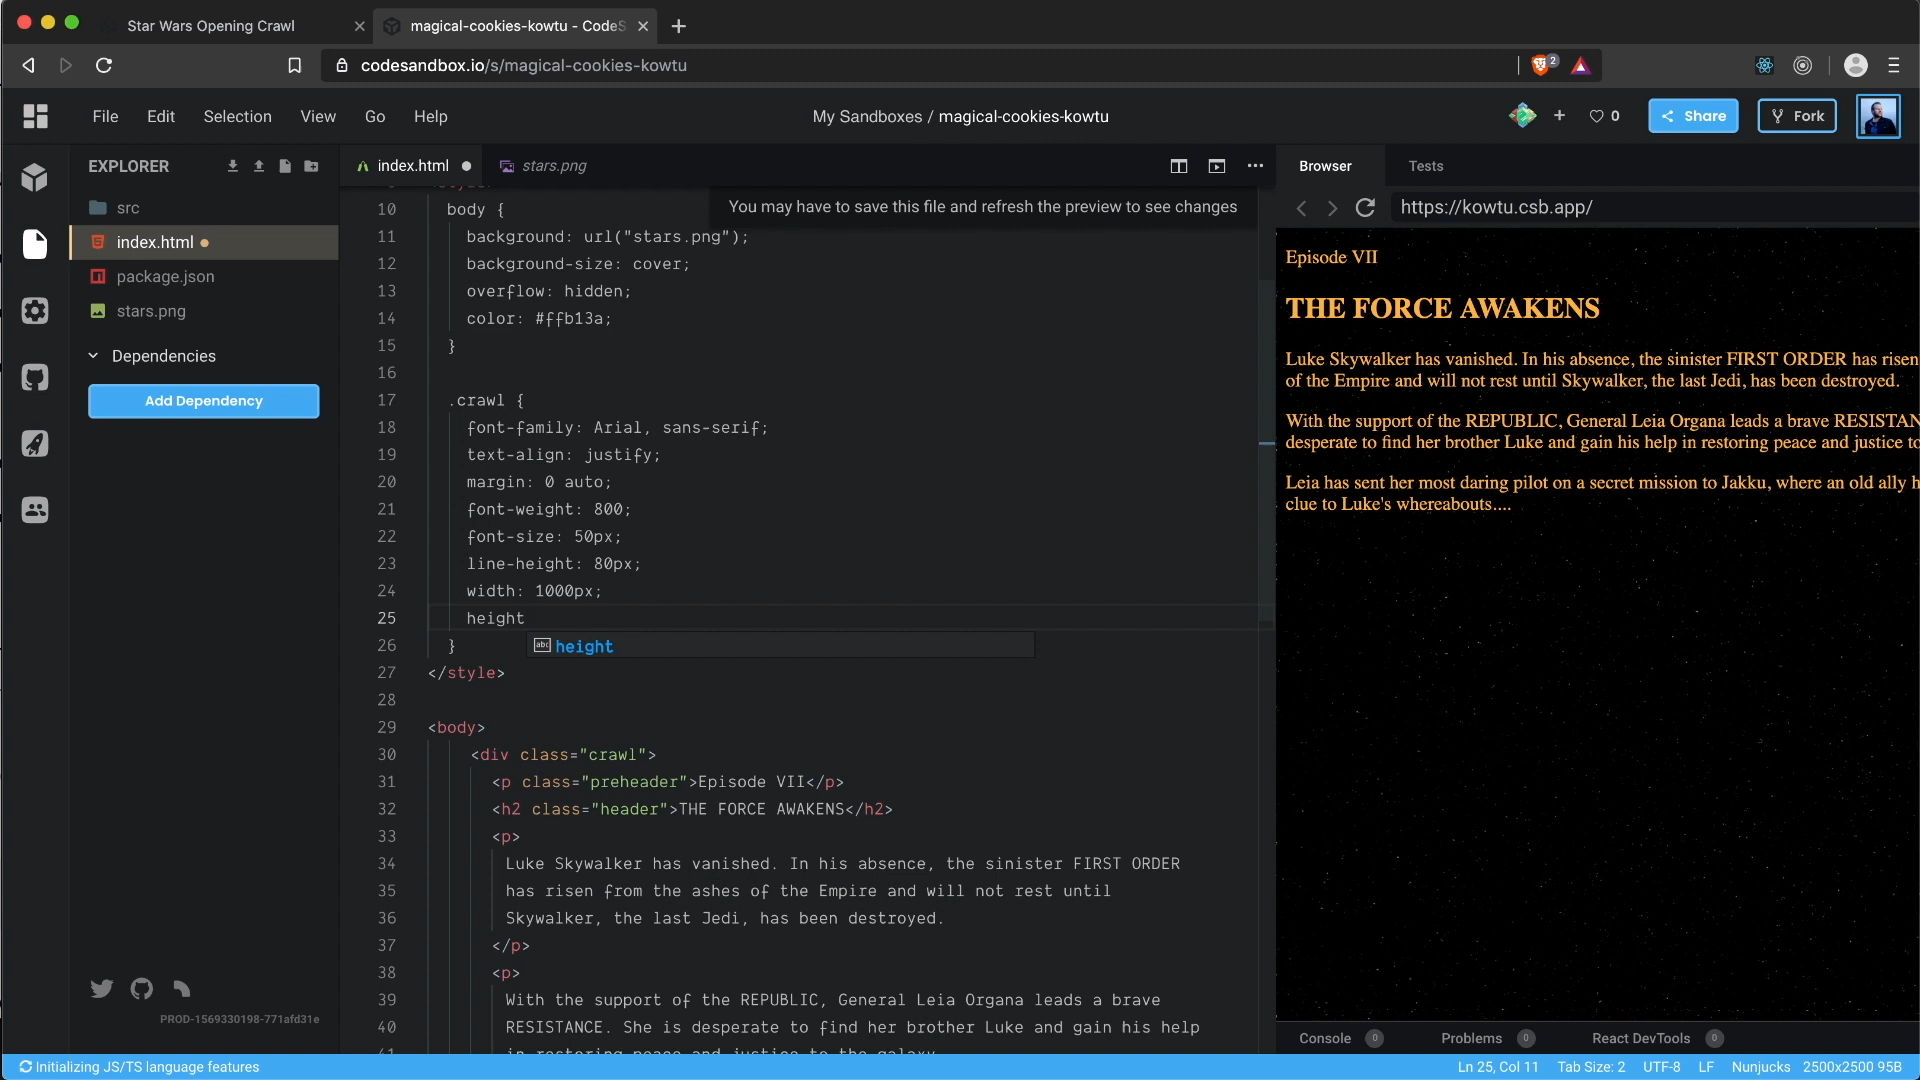 Star Wars Opening Crawl
magical-cookies-kowtu - CodeS
codesandbox.io/s/magical-cookies-kowtu
2
File Edit Selection View Go Help
My Sandboxes / magical-cookies-kowtu
0
Share
Fork
EXPLORER
src
index.html
package.json
stars.png
Dependencies
Add Dependency
PROD-1569330198-771afd31e
index.html
stars.png
You may have to save this file and refresh the preview to see changes
10 body {
11 background: url("stars.png");
12 background-size: cover;
13 overflow: hidden;
14 color: #ffb13a;
15 }
16
17 .crawl {
18 font-family: Arial, sans-serif;
19 text-align: justify;
20 margin: 0 auto;
21 font-weight: 800;
22 font-size: 50px;
23 line-height: 80px;
24 width: 1000px;
25 height
26 }
abc height
27 </style>
28
29 <body>
30 <div class="crawl">
31 <p class="preheader">Episode VII</p>
32 <h2 class="header">THE FORCE AWAKENS</h2>
33 <p>
34 Luke Skywalker has vanished. In his absence, the sinister FIRST ORDER
35 has risen from the ashes of the Empire and will not rest until
36 Skywalker, the last Jedi, has been destroyed.
37 </p>
38 <p>
39 With the support of the REPUBLIC, General Leia Organa leads a brave
40 RESISTANCE. She is desperate to find her brother Luke and gain his help
41 in restoring peace and justice to the galaxy.
Browser
Tests
https://kowtu.csb.app/
Episode VII
THE FORCE AWAKENS
Luke Skywalker has vanished. In his absence, the sinister FIRST ORDER has risen
of the Empire and will not rest until Skywalker, the last Jedi, has been destroyed.
With the support of the REPUBLIC, General Leia Organa leads a brave RESISTAN
desperate to find her brother Luke and gain his help in restoring peace and justice to
Leia has sent her most daring pilot on a secret mission to Jakku, where an old ally h
clue to Luke's whereabouts....
Console 0 Problems 0 React DevTools 0
Initializing JS/TS language features
Ln 25, Col 11 Tab Size: 2 UTF-8 LF Nunjucks 2500x2500 95B